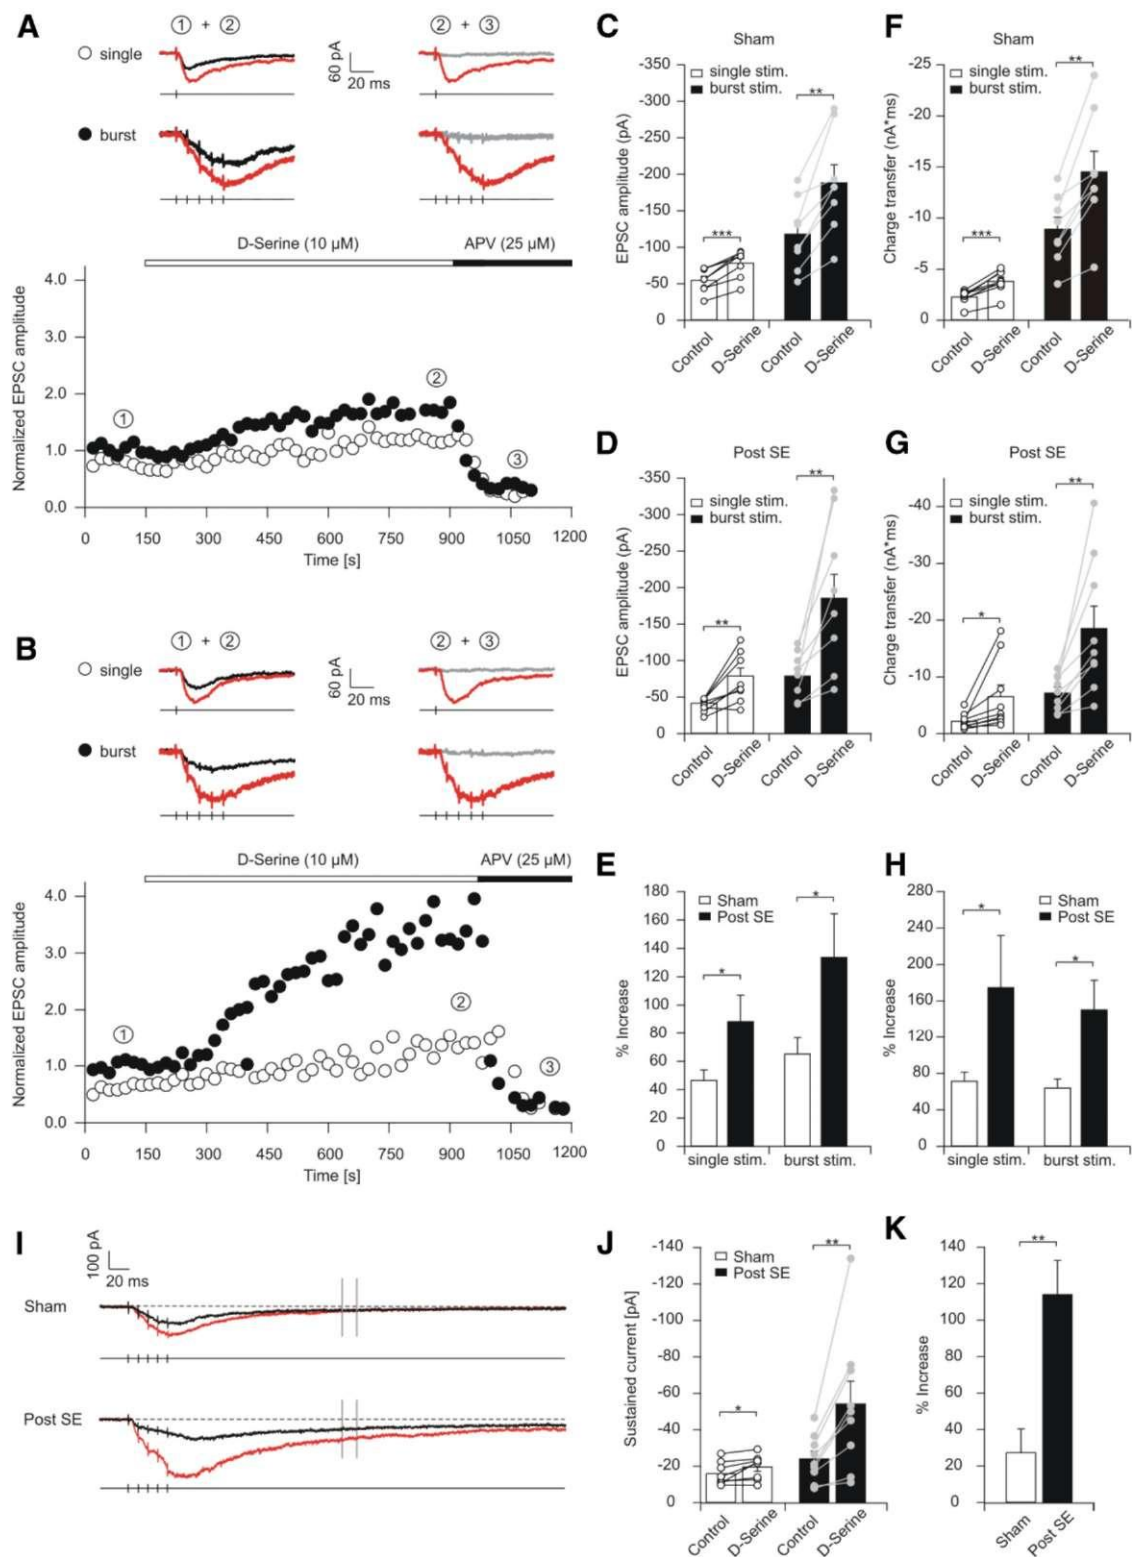 A
① + ②
② + ③
single
60 pA
20 ms
burst
D-Serine (10 µM)
APV (25 µM)
Normalized EPSC amplitude
4.0
3.0
2.0
1.0
0.0
①
②
③
0 150 300 450 600 750 900 1050 1200
Time [s]
B
① + ②
② + ③
single
60 pA
20 ms
burst
D-Serine (10 µM)
APV (25 µM)
Normalized EPSC amplitude
4.0
3.0
2.0
1.0
0.0
①
②
③
0 150 300 450 600 750 900 1050 1200
Time [s]
C
Sham
single stim.
burst stim.
EPSC amplitude (pA)
-350
-300
-250
-200
-150
-100
-50
0
***
**
Control D-Serine Control D-Serine
F
Sham
single stim.
burst stim.
Charge transfer (nA*ms)
-25
-20
-15
-10
-5
0
***
**
Control D-Serine Control D-Serine
D
Post SE
single stim.
burst stim.
EPSC amplitude (pA)
-350
-300
-250
-200
-150
-100
-50
0
**
**
Control D-Serine Control D-Serine
G
Post SE
single stim.
burst stim.
Charge transfer (nA*ms)
-40
-30
-20
-10
0
*
**
Control D-Serine Control D-Serine
E
Sham
Post SE
% Increase
180
160
140
120
100
80
60
40
20
0
*
*
single stim. burst stim.
H
Sham
Post SE
% Increase
280
240
200
160
120
80
40
0
*
*
single stim. burst stim.
I
100 pA
20 ms
Sham
Post SE
J
Sham
Post SE
Sustained current [pA]
-140
-120
-100
-80
-60
-40
-20
0
*
**
Control D-Serine Control D-Serine
K
% Increase
140
120
100
80
60
40
20
0
**
Sham Post SE